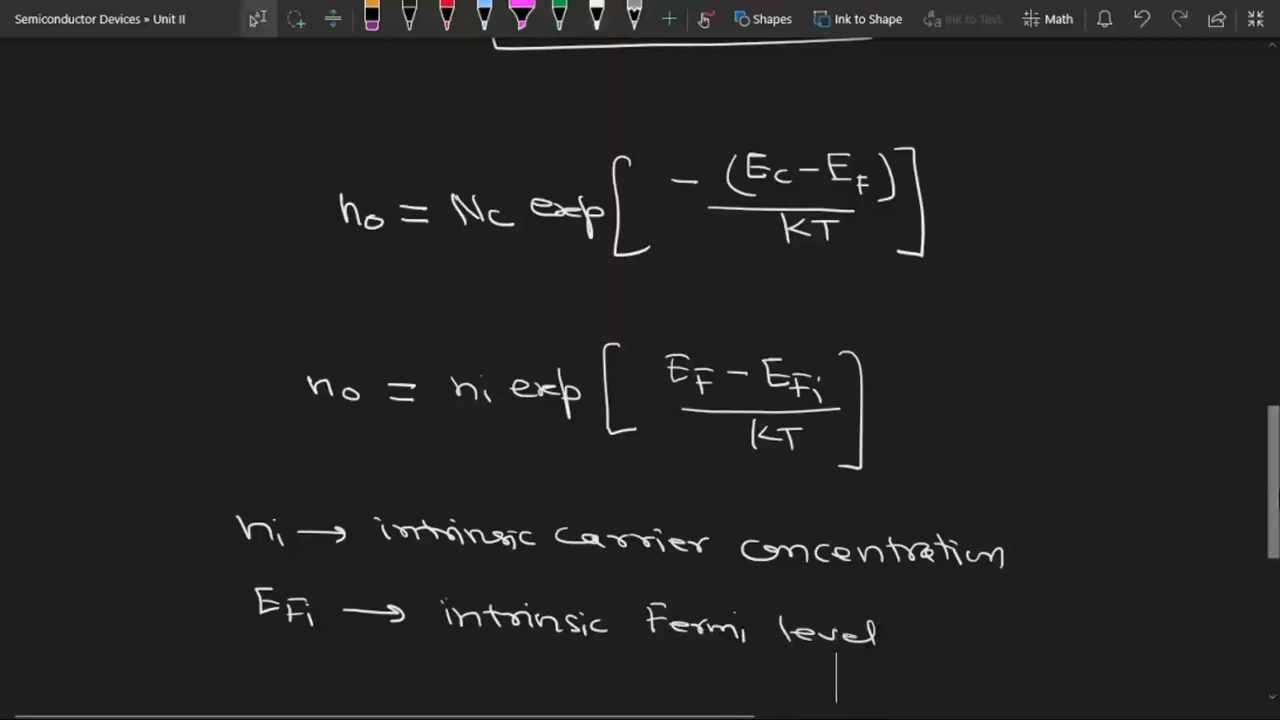 Semiconductor Devices » Unit II
Shapes
Ink to Shape
Ink to Text
Math
n₀ = Nc exp[ -(Ec - EF) / KT ]
n₀ = ni exp[ EF - EFi / KT ]
ni → intrinsic carrier concentration
EFi → intrinsic Fermi level